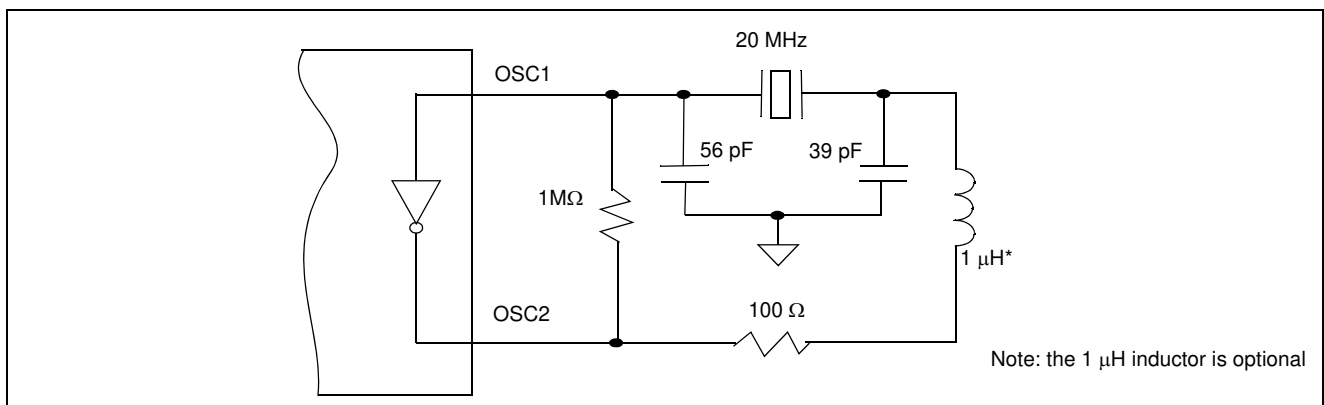 20 MHz
OSC1
56 pF
39 pF
1MΩ
1 μH*
OSC2
100 Ω
Note: the 1 μH inductor is optional